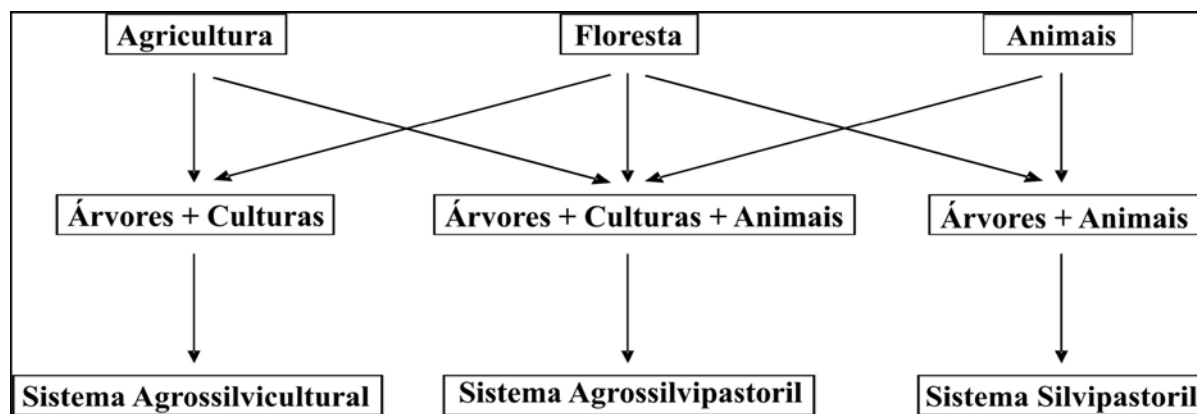 Agricultura
Floresta
Animais
Árvores + Culturas
Árvores + Culturas + Animais
Árvores + Animais
Sistema Agrossilvicultural
Sistema Agrossilvipastoril
Sistema Silvipastoril